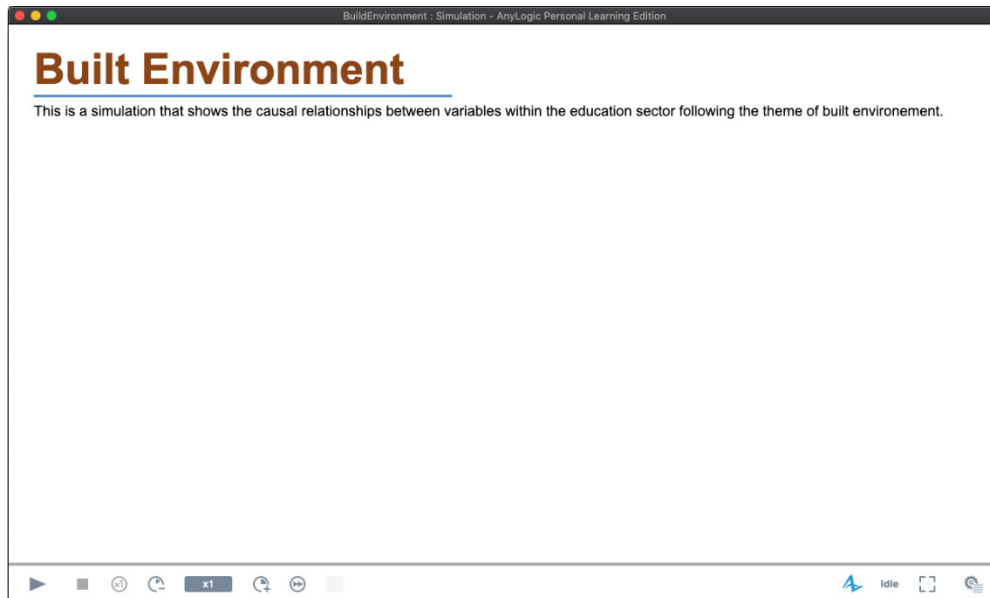 BuildEnvironment : Simulation - AnyLogic Personal Learning Edition
Built Environment
This is a simulation that shows the causal relationships between variables within the education sector following the theme of built environement.
x1 x1 Idle